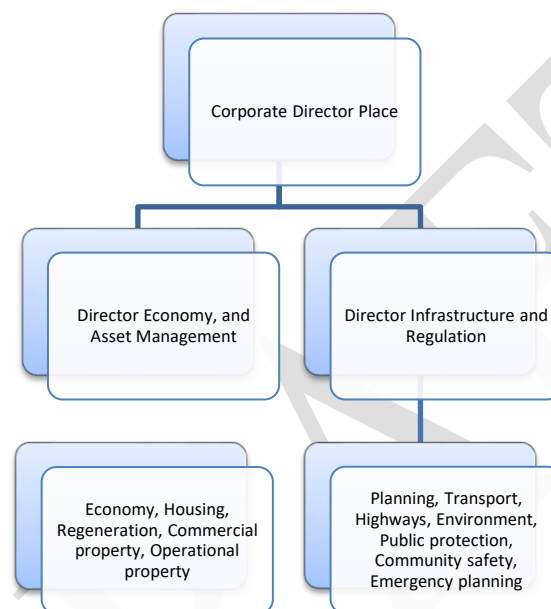 Corporate Director Place
Director Economy, and
Asset Management
Director Infrastructure and
Regulation
Economy, Housing,
Regeneration, Commercial
property, Operational
property
Planning, Transport,
Highways, Environment,
Public protection,
Community safety,
Emergency planning